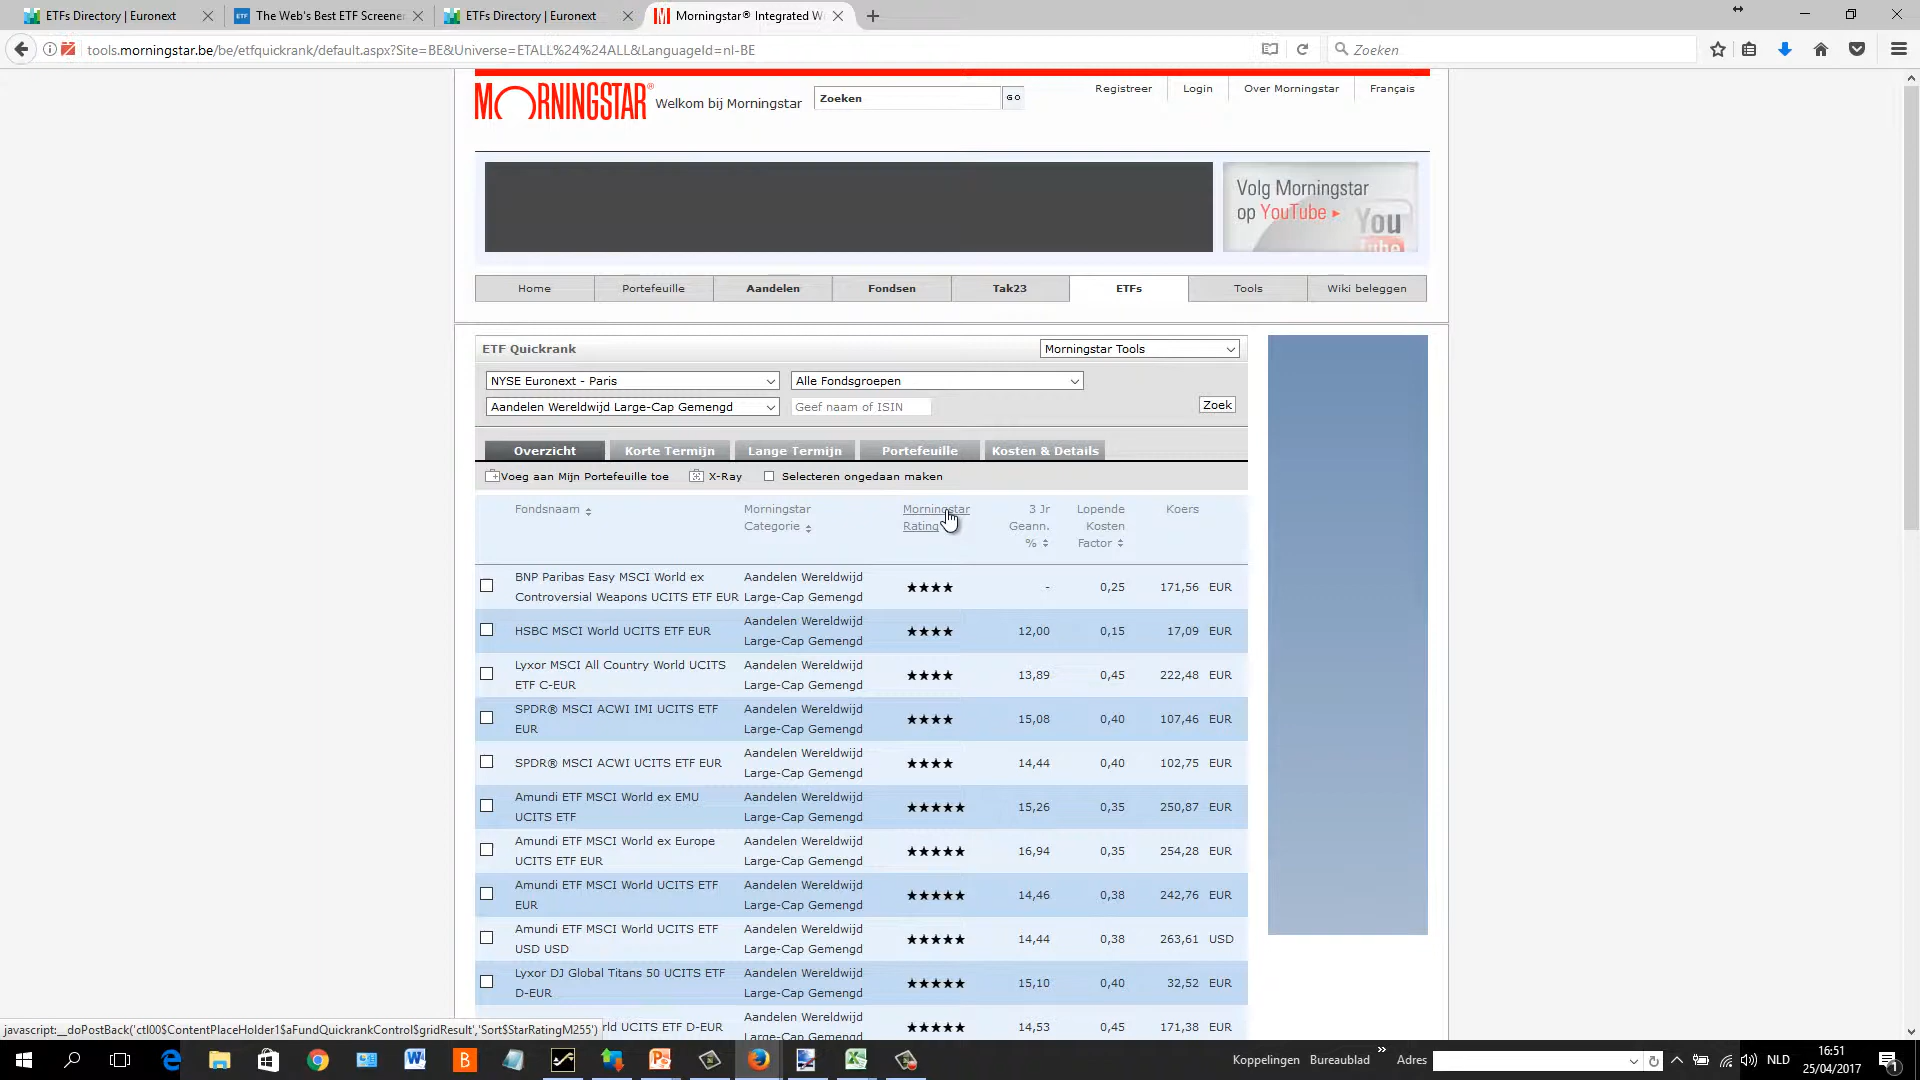 ETFs Directory | Euronext
The Web's Best ETF Screener
ETFs Directory | Euronext
Morningstar® Integrated W
tools.morningstar.be/be/etfquickrank/default.aspx?Site=BE&Universe=ETALL%24%24ALL&LanguageId=nl-BE
Zoeken
MORNINGSTAR®
Welkom bij Morningstar
Zoeken
GO
Registreer
Login
Over Morningstar
Français
Volg Morningstar
op YouTube ▸
You
Tube
Home
Portefeuille
Aandelen
Fondsen
Tak23
ETFs
Tools
Wiki beleggen
ETF Quickrank
Morningstar Tools
NYSE Euronext - Paris
Alle Fondsgroepen
Aandelen Wereldwijd Large-Cap Gemengd
Geef naam of ISIN
Zoek
Overzicht
Korte Termijn
Lange Termijn
Portefeuille
Kosten & Details
Voeg aan Mijn Portefeuille toe
X-Ray
Selecteren ongedaan maken
Fondsnaam
Morningstar
Categorie
Morningstar
Rating
3 Jr
Geann.
%
Lopende
Kosten
Factor
Koers
BNP Paribas Easy MSCI World ex
Controversial Weapons UCITS ETF EUR
Aandelen Wereldwijd
Large-Cap Gemengd
★★★★
-
0,25
171,56 EUR
HSBC MSCI World UCITS ETF EUR
Aandelen Wereldwijd
Large-Cap Gemengd
★★★★
12,00
0,15
17,09 EUR
Lyxor MSCI All Country World UCITS
ETF C-EUR
Aandelen Wereldwijd
Large-Cap Gemengd
★★★★
13,89
0,45
222,48 EUR
SPDR® MSCI ACWI IMI UCITS ETF
EUR
Aandelen Wereldwijd
Large-Cap Gemengd
★★★★
15,08
0,40
107,46 EUR
SPDR® MSCI ACWI UCITS ETF EUR
Aandelen Wereldwijd
Large-Cap Gemengd
★★★★
14,44
0,40
102,75 EUR
Amundi ETF MSCI World ex EMU
UCITS ETF
Aandelen Wereldwijd
Large-Cap Gemengd
★★★★★
15,26
0,35
250,87 EUR
Amundi ETF MSCI World ex Europe
UCITS ETF EUR
Aandelen Wereldwijd
Large-Cap Gemengd
★★★★★
16,94
0,35
254,28 EUR
Amundi ETF MSCI World UCITS ETF
EUR
Aandelen Wereldwijd
Large-Cap Gemengd
★★★★★
14,46
0,38
242,76 EUR
Amundi ETF MSCI World UCITS ETF
USD USD
Aandelen Wereldwijd
Large-Cap Gemengd
★★★★★
14,44
0,38
263,61 USD
Lyxor DJ Global Titans 50 UCITS ETF
D-EUR
Aandelen Wereldwijd
Large-Cap Gemengd
★★★★★
15,10
0,40
32,52 EUR
rld UCITS ETF D-EUR
Aandelen Wereldwijd
★★★★★
14,53
0,45
171,38 EUR
javascript:__doPostBack('ctl00$ContentPlaceHolder1$aFundQuickrankControl$gridResult','Sort$StarRatingM255')
Koppelingen
Bureaublad
»
Adres
NLD
16:51
25/04/2017
1